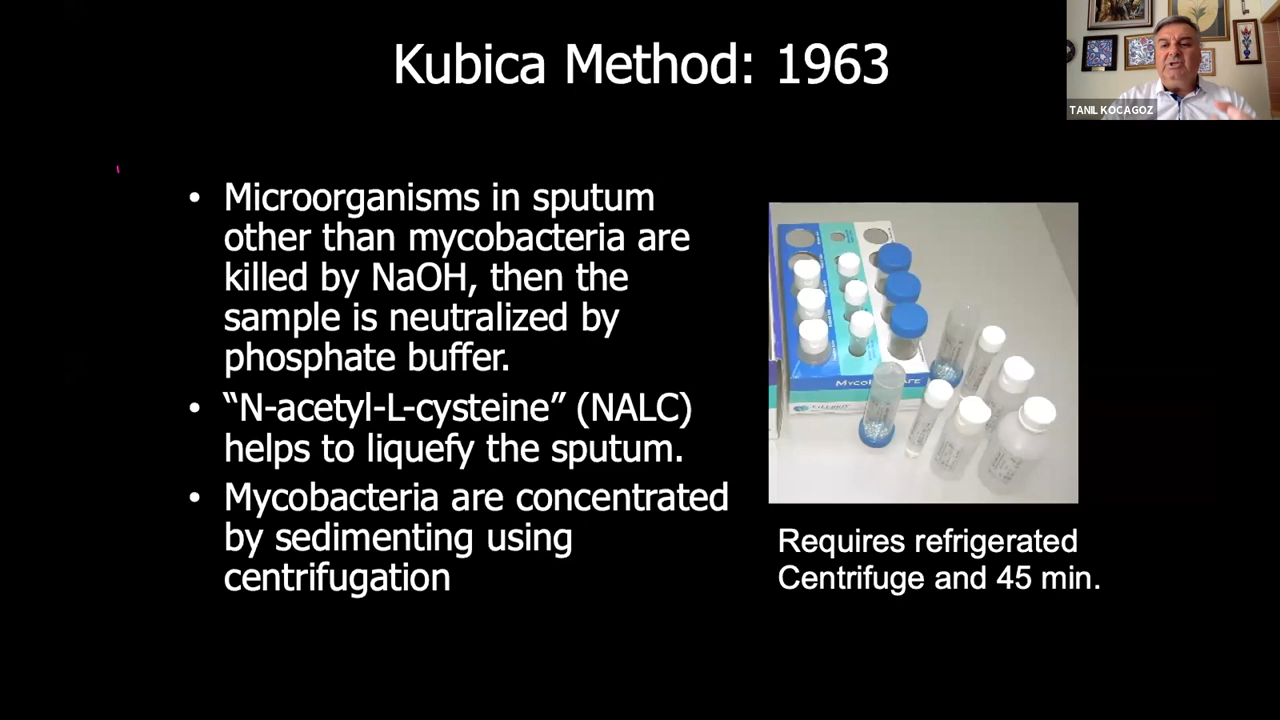 Kubica Method: 1963
TANIL KOCAGOZ
• Microorganisms in sputum
other than mycobacteria are
killed by NaOH, then the
sample is neutralized by
phosphate buffer.
• “N-acetyl-L-cysteine” (NALC)
helps to liquefy the sputum.
• Mycobacteria are concentrated
by sedimenting using
centrifugation
Requires refrigerated
Centrifuge and 45 min.